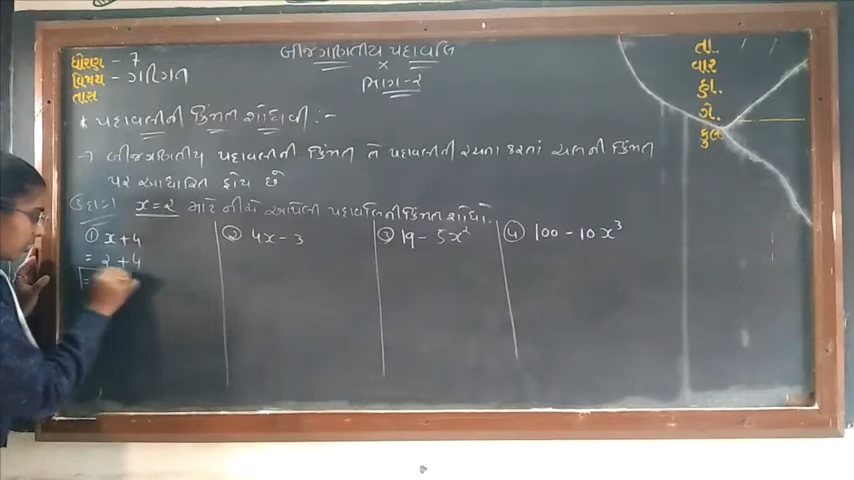 ધોરણ - 7
વિષય - ગણિત
તાસ
બીજગણિતીય પદાવલિ
×
ભાગ-૨
તા. / /
વાર
હા.
ગે.
કુલ
* પદાવલીની કિંમત શોધવી :-
→ બીજગણિતીય પદાવલીની કિંમત તે પદાવલીની રચના કરતાં ચલની કિંમત
પર આધારિત હોય છે
ઉદા:1 x=૨ માટે નીચે આપેલી પદાવલિની કિંમત શોધો.
① x+4
= ૨ + 4
=
② 4x - 3
③ 19 - 5x²
④ 100 - 10x³